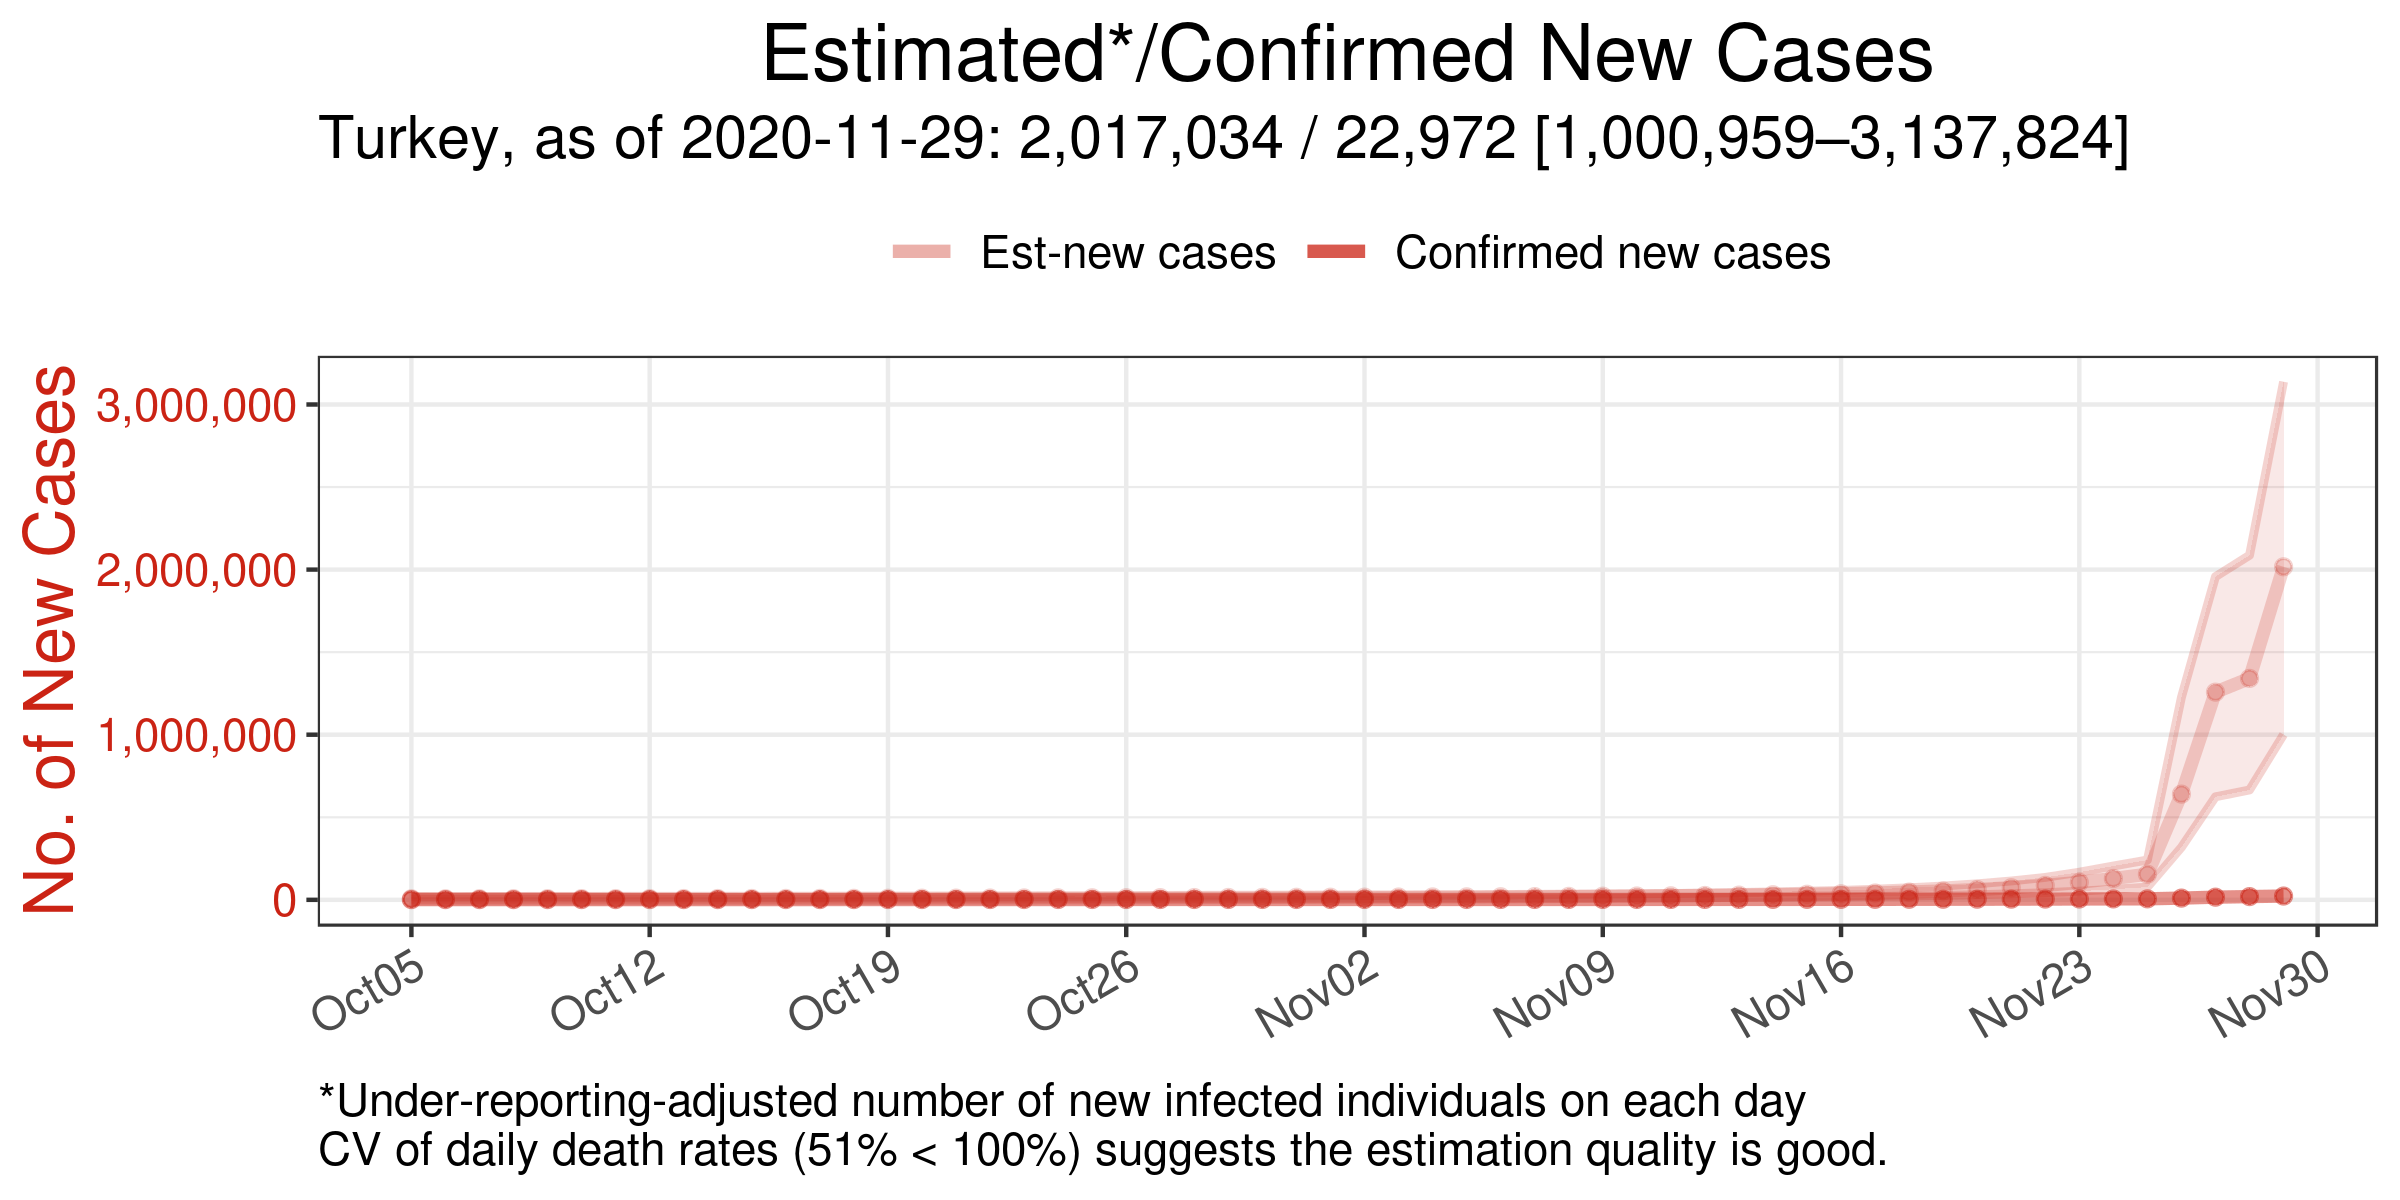 Estimated*/Confirmed New Cases
Turkey, as of 2020-11-29: 2,017,034 / 22,972 [1,000,959–3,137,824]
Est-new cases Confirmed new cases
No. of New Cases
3,000,000
2,000,000
1,000,000
0
Oct05 Oct12 Oct19 Oct26 Nov02 Nov09 Nov16 Nov23 Nov30
*Under-reporting-adjusted number of new infected individuals on each day
CV of daily death rates (51% < 100%) suggests the estimation quality is good.